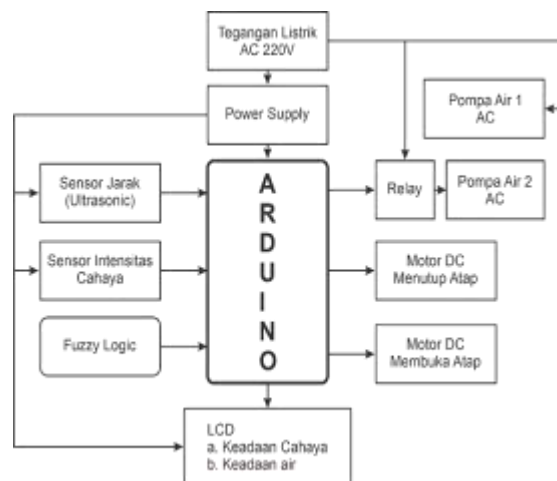 Tegangan Listrik
AC 220V
Power Supply
Pompa Air 1
AC
Sensor Jarak
(Ultrasonic)
ARDUINO
Relay
Pompa Air 2
AC
Sensor Intensitas
Cahaya
Motor DC
Menutup Atap
Fuzzy Logic
Motor DC
Membuka Atap
LCD
a. Keadaan Cahaya
b. Keadaan air